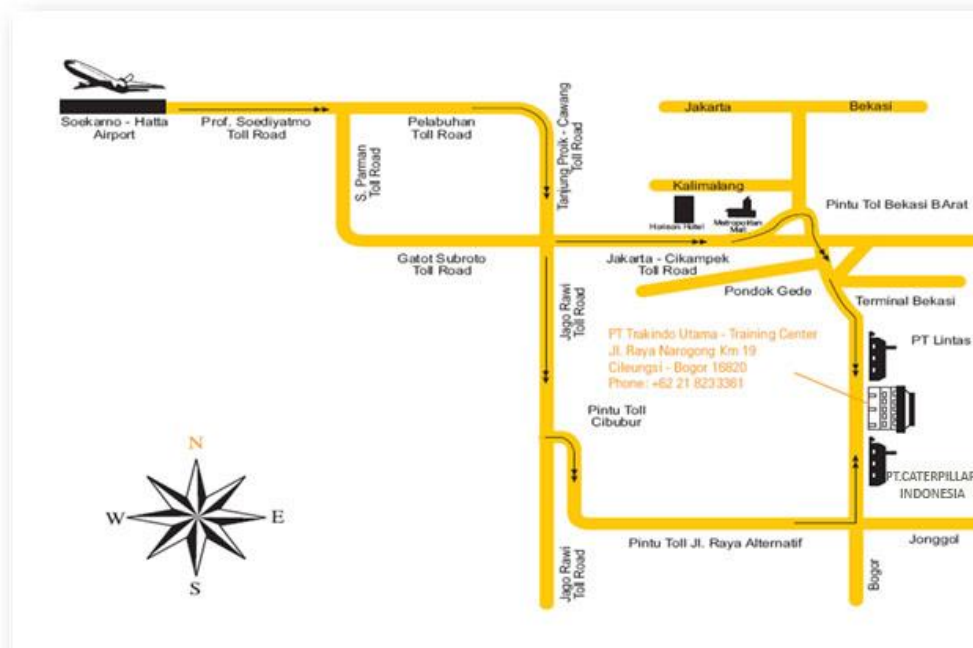 Soekarno - Hatta
Airport
Prof. Soediyatmo
Toll Road
Pelabuhan
Toll Road
S. Parman
Toll Road
Tanjung Proik - Cawang
Toll Road
Jakarta
Bekasi
Kalimalang
Horison Hotel
Metropolitan
Mall
Pintu Tol Bekasi BArat
Gatot Subroto
Toll Road
Jakarta - Cikampek
Toll Road
Pondok Gede
Terminal Bekasi
Jago Rawi
Toll Road
PT Trakindo Utama - Training Center
Jl. Raya Narogong Km 19
Cileungsi - Bogor 16820
Phone: +62 21 8233361
PT Lintas
Pintu Toll
Cibubur
PT.CATERPILLAR
INDONESIA
N
W
E
S
Pintu Toll Jl. Raya Alternatif
Jonggol
Jago Rawi
Toll Road
Bogor